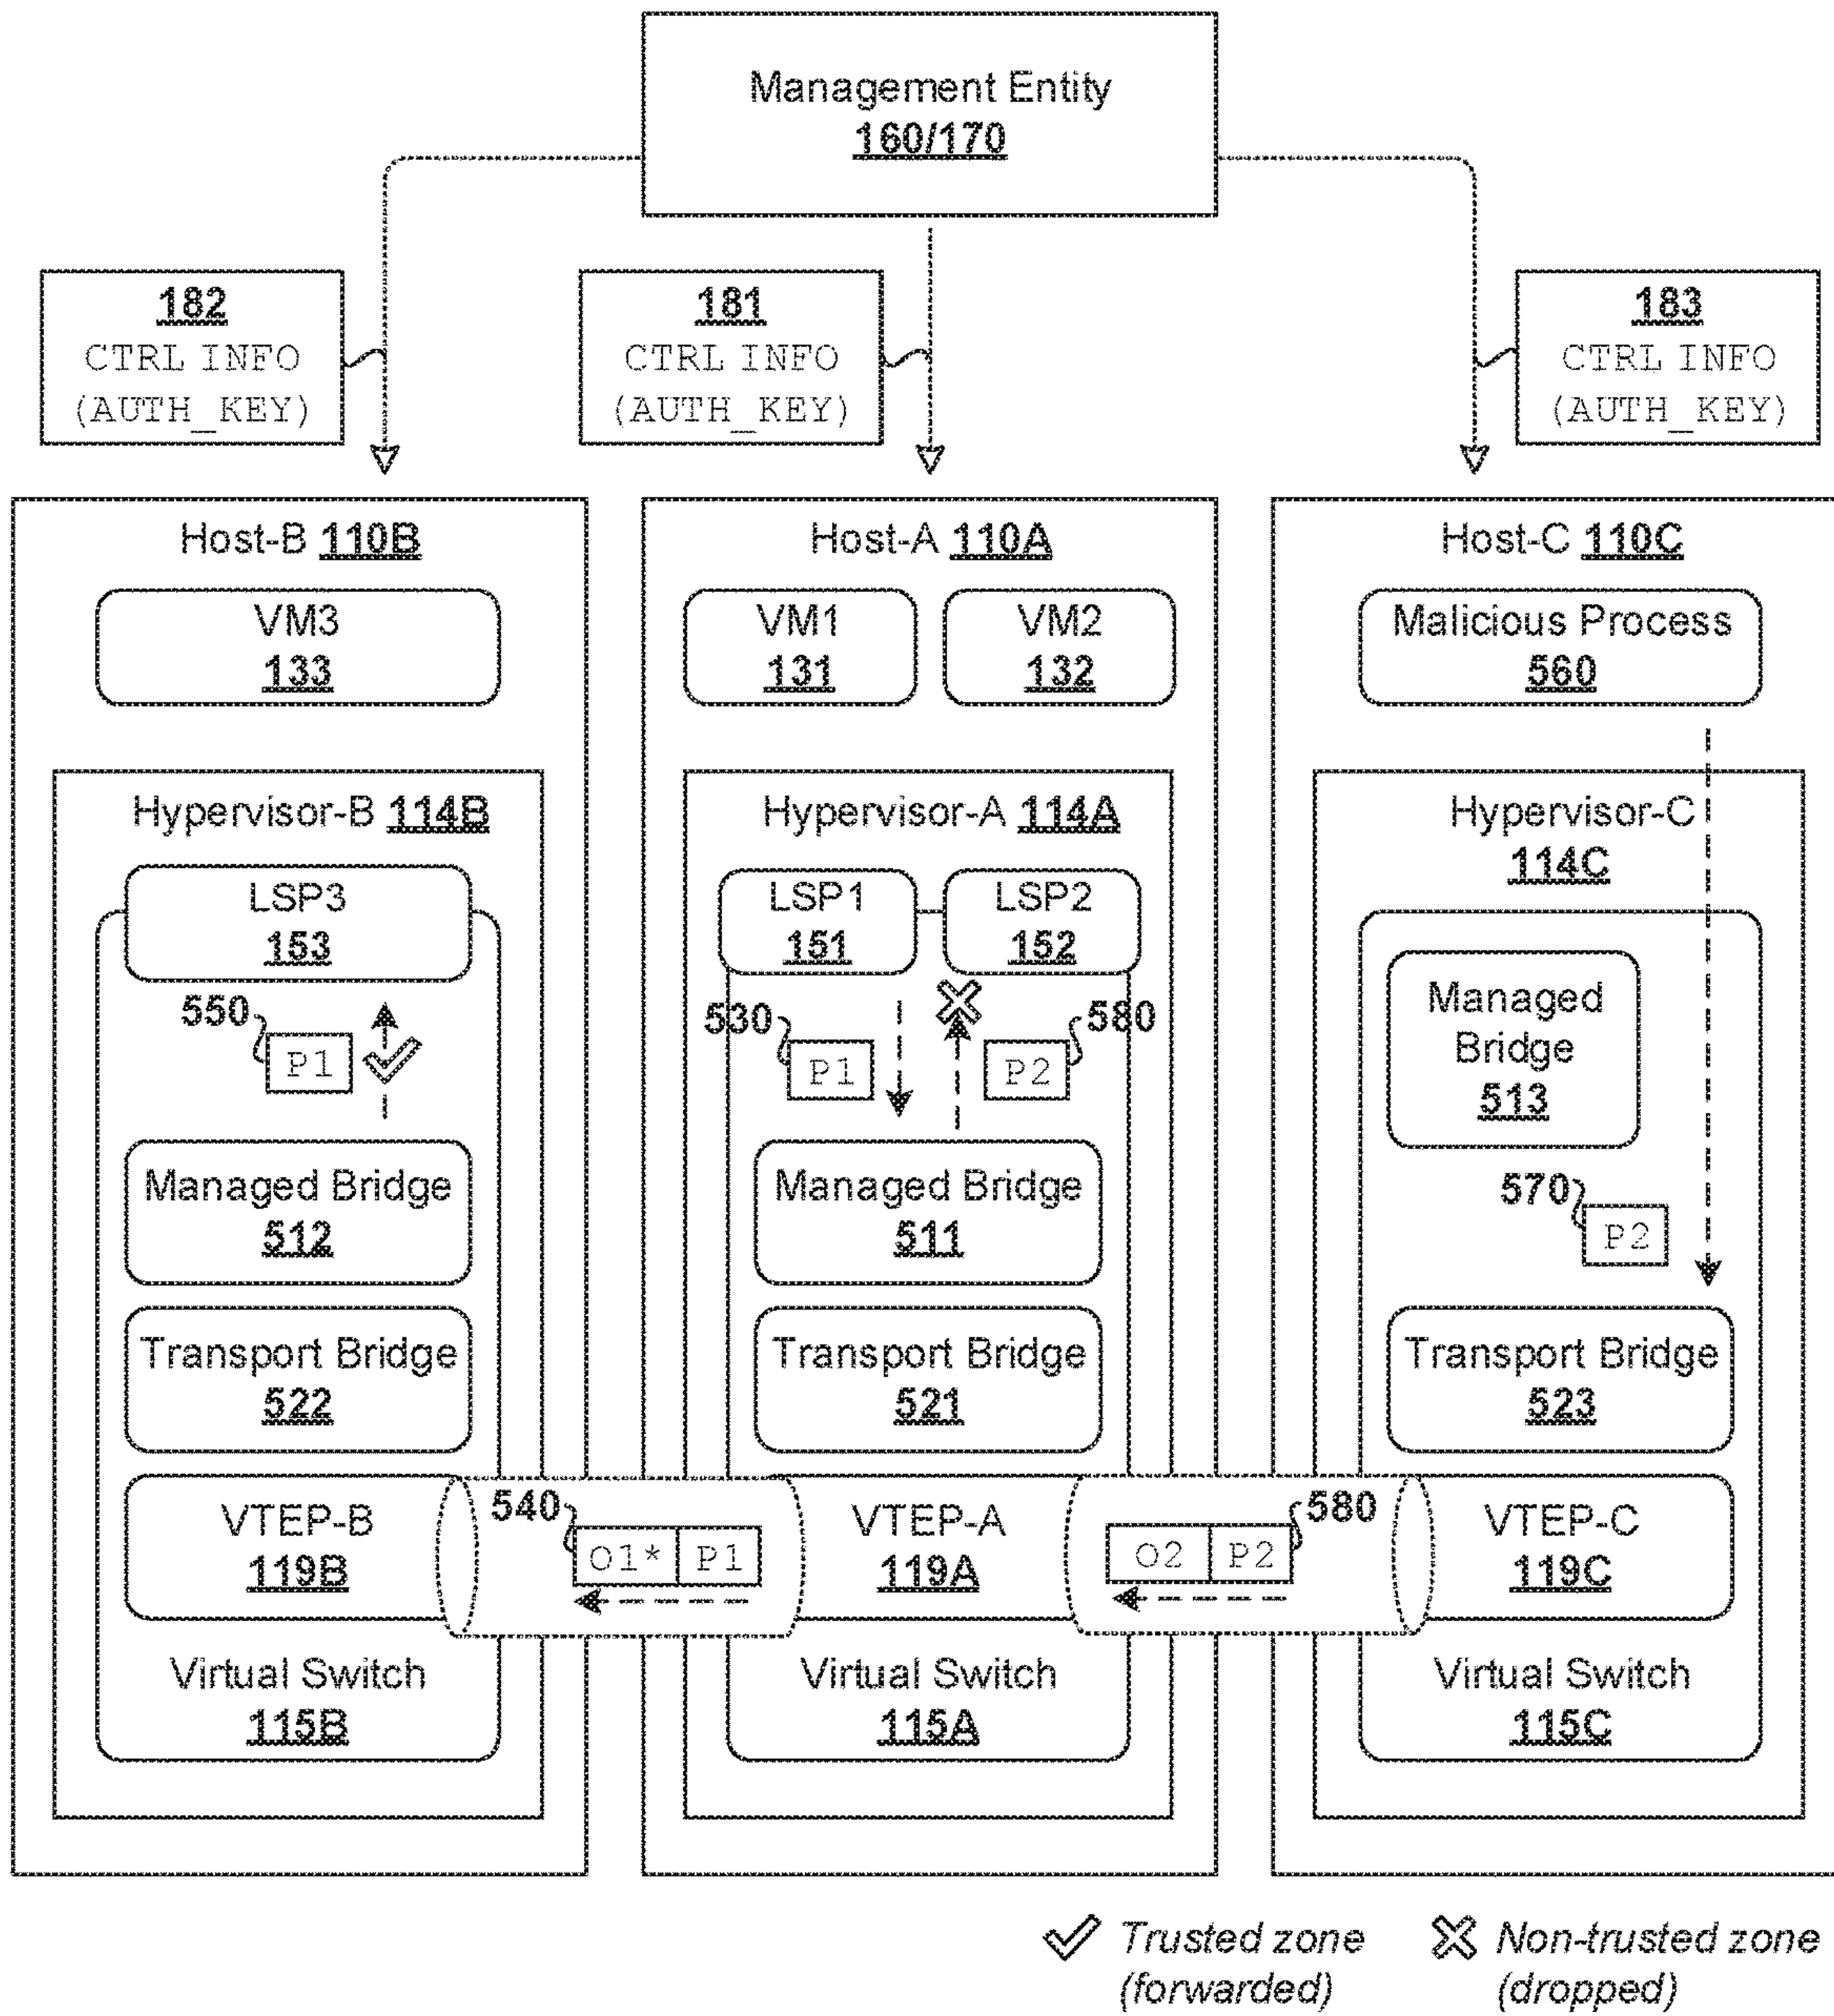 Management Entity
160/170
182
CTRL INFO
(AUTH_KEY)
181
CTRL INFO
(AUTH_KEY)
183
CTRL INFO
(AUTH_KEY)
Host-B 110B
VM3
133
Hypervisor-B 114B
LSP3
153
550
P1
Managed Bridge
512
Transport Bridge
522
VTEP-B
119B
Virtual Switch
115B
Host-A 110A
VM1
131
VM2
132
Hypervisor-A 114A
LSP1
151
LSP2
152
530
P1
580
P2
Managed Bridge
511
Transport Bridge
521
540
O1* P1
VTEP-A
119A
Virtual Switch
115A
580
O2 P2
Host-C 110C
Malicious Process
560
Hypervisor-C
114C
Managed
Bridge
513
570
P2
Transport Bridge
523
VTEP-C
119C
Virtual Switch
115C
Trusted zone
(forwarded)
Non-trusted zone
(dropped)